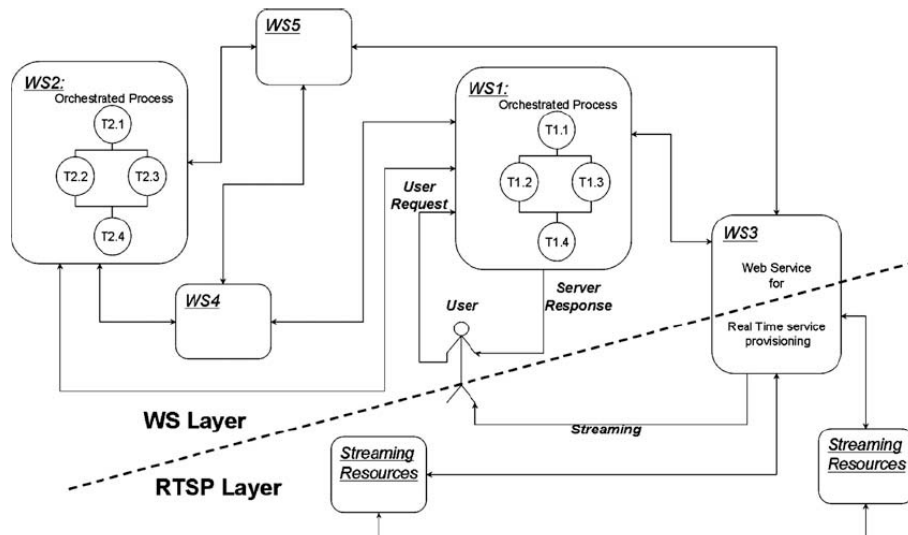 WS5
WS2:
Orchestrated Process
T2.1
T2.2
T2.3
T2.4
WS1:
Orchestrated Process
T1.1
T1.2
T1.3
T1.4
User
Request
WS3
Web Service
for
Real Time service
provisioning
WS4
User
Server
Response
WS Layer
Streaming
RTSP Layer
Streaming
Resources
Streaming
Resources